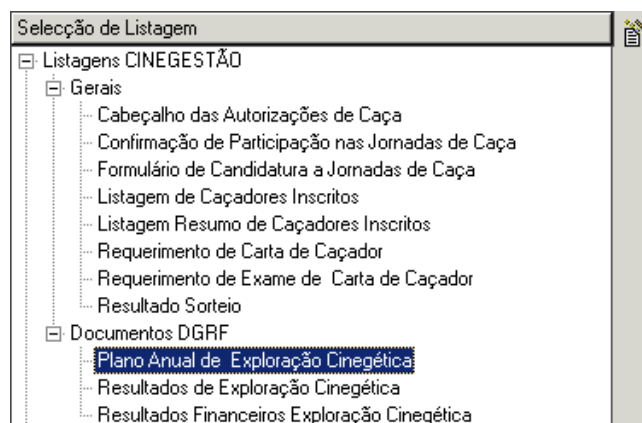 Selecção de Listagem
Listagens CINEGESTÃO
Gerais
Cabeçalho das Autorizações de Caça
Confirmação de Participação nas Jornadas de Caça
Formulário de Candidatura a Jornadas de Caça
Listagem de Caçadores Inscritos
Listagem Resumo de Caçadores Inscritos
Requerimento de Carta de Caçador
Requerimento de Exame de Carta de Caçador
Resultado Sorteio
Documentos DGRF
Plano Anual de Exploração Cinegética
Resultados de Exploração Cinegética
Resultados Financeiros Exploração Cinegética